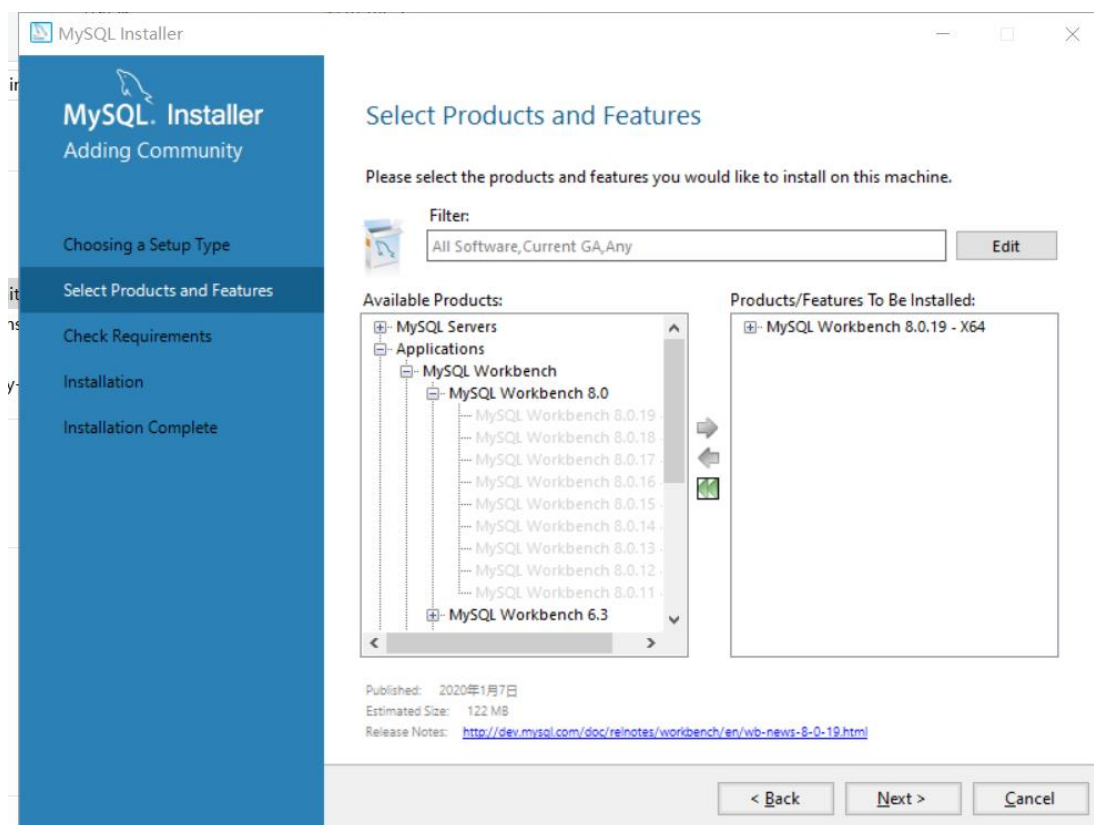 MySQL Installer
MySQL. Installer
Adding Community
Choosing a Setup Type
Select Products and Features
Check Requirements
Installation
Installation Complete
Select Products and Features
Please select the products and features you would like to install on this machine.
Filter:
All Software,Current GA,Any
Edit
Available Products:
MySQL Servers
Applications
MySQL Workbench
MySQL Workbench 8.0
MySQL Workbench 8.0.19 -
MySQL Workbench 8.0.18 -
MySQL Workbench 8.0.17 -
MySQL Workbench 8.0.16 -
MySQL Workbench 8.0.15 -
MySQL Workbench 8.0.14 -
MySQL Workbench 8.0.13 -
MySQL Workbench 8.0.12 -
MySQL Workbench 8.0.11 -
MySQL Workbench 6.3
Products/Features To Be Installed:
MySQL Workbench 8.0.19 - X64
Published: 2020年1月7日
Estimated Size: 122 MB
Release Notes: http://dev.mysql.com/doc/relnotes/workbench/en/wb-news-8-0-19.html
< Back
Next >
Cancel